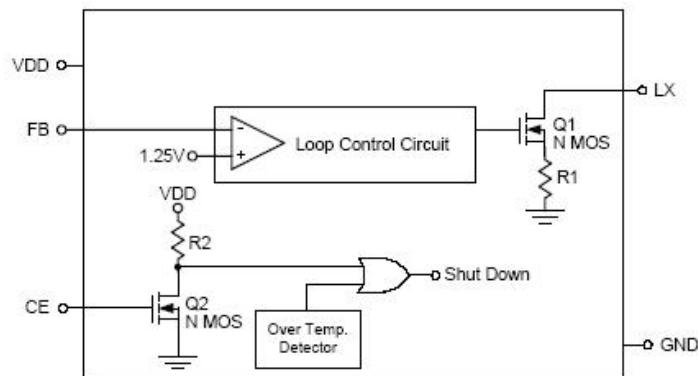 VDD
LX
FB
1.25V
-
+
Loop Control Circuit
Q1
N MOS
R1
VDD
R2
Shut Down
CE
Q2
N MOS
Over Temp.
Detector
GND